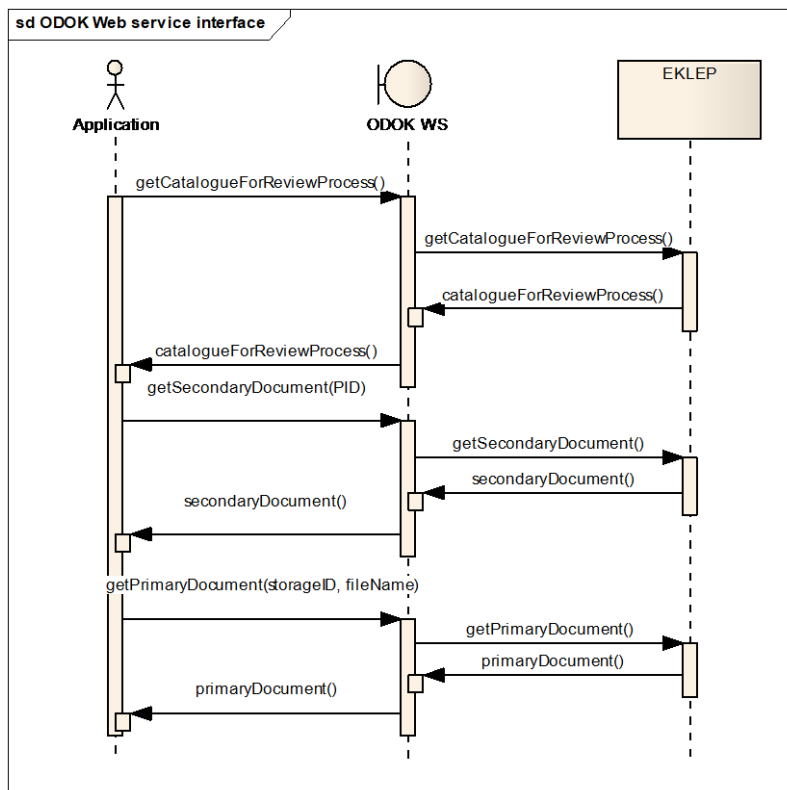 sd ODOK Web service interface
Application
ODOK WS
EKLEP
getCatalogueForReviewProcess()
getCatalogueForReviewProcess()
catalogueForReviewProcess()
catalogueForReviewProcess()
getSecondaryDocument(PID)
getSecondaryDocument()
secondaryDocument()
secondaryDocument()
getPrimaryDocument(storageID, fileName)
getPrimaryDocument()
primaryDocument()
primaryDocument()